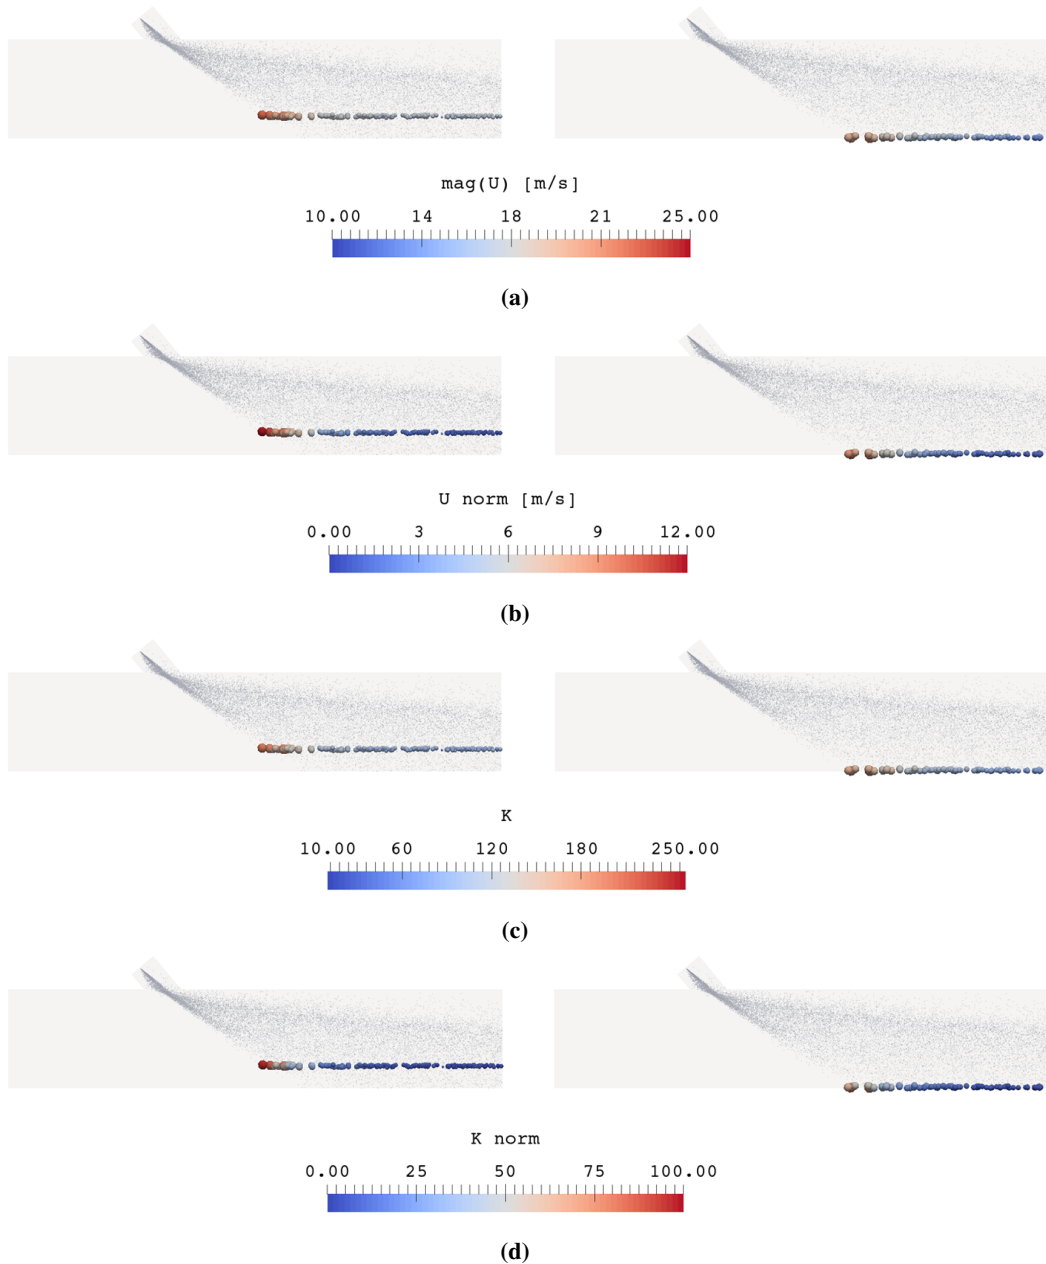 mag(U) [m/s]
10.00 14 18 21 25.00
(a)
U norm [m/s]
0.00 3 6 9 12.00
(b)
K
10.00 60 120 180 250.00
(c)
K norm
0.00 25 50 75 100.00
(d)